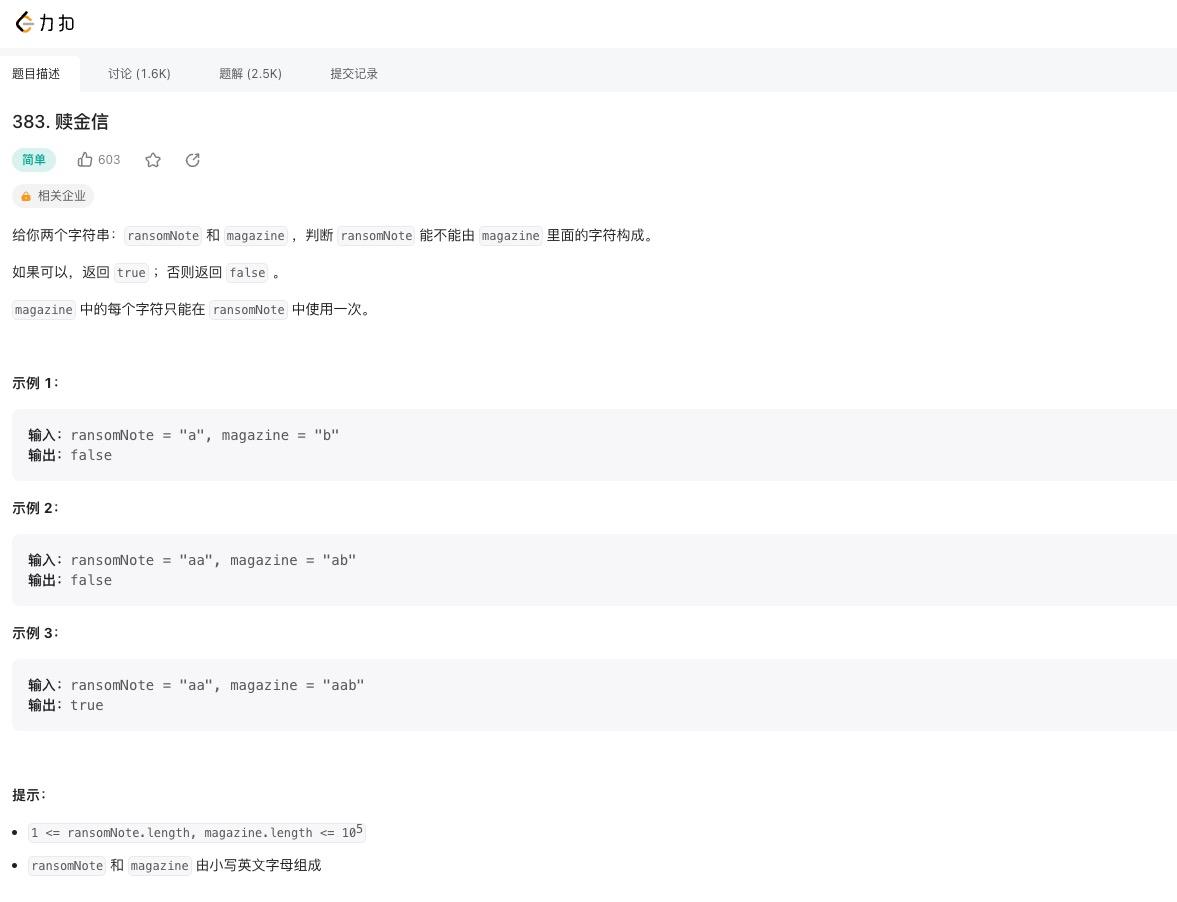 力扣
题目描述 讨论 (1.6K) 题解 (2.5K) 提交记录
383. 赎金信
简单 603
相关企业
给你两个字符串：ransomNote 和 magazine ，判断 ransomNote 能不能由 magazine 里面的字符构成。
如果可以，返回 true ；否则返回 false 。
magazine 中的每个字符只能在 ransomNote 中使用一次。
示例 1：
输入：ransomNote = "a", magazine = "b"
输出：false
示例 2：
输入：ransomNote = "aa", magazine = "ab"
输出：false
示例 3：
输入：ransomNote = "aa", magazine = "aab"
输出：true
提示：
• 1 <= ransomNote.length, magazine.length <= 10⁵
• ransomNote 和 magazine 由小写英文字母组成